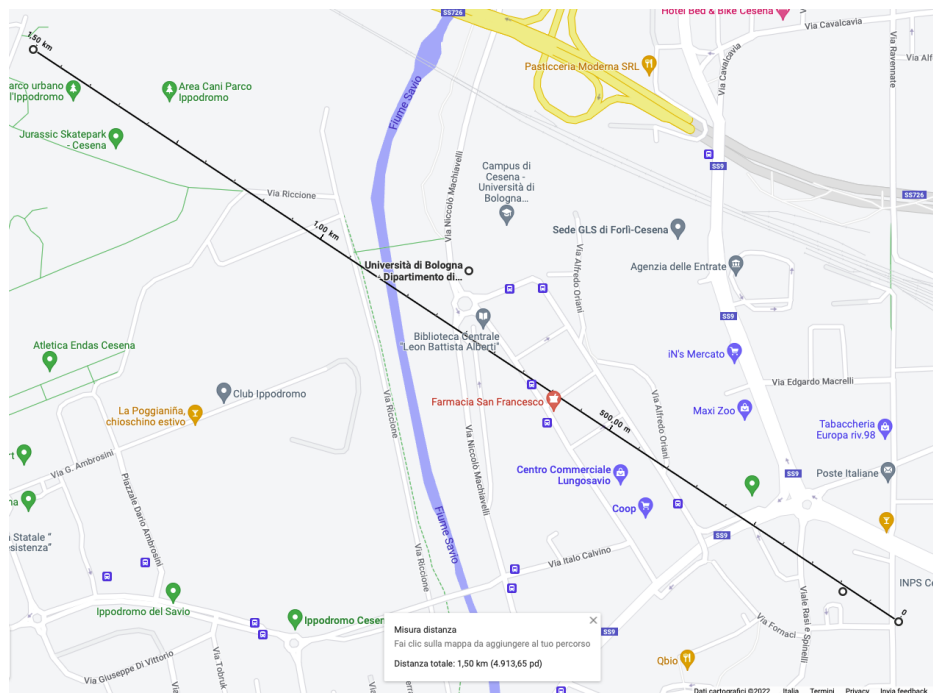 SS726
Hotel Bed & Bike Cesena
Via Cavalcavia
1,50 km
Via Ravennate
Pasticceria Moderna SRL
Via Cavalcavia
arco urbano
l'Ippodromo
Area Cani Parco
Ippodromo
Fiume Savio
Jurassic Skatepark
- Cesena
SS9
Campus di
Cesena -
Università di
Bologna...
Via Niccolò Machiavelli
Via Riccione
SS726
1,00 km
Sede GLS di Forlì-Cesena
Università di Bologna
- Dipartimento di...
Via Alfredo Oriani
Agenzia delle Entrate
SS9
Biblioteca Centrale
"Leon Battista Alberti"
Atletica Endas Cesena
iN's Mercato
Club Ippodromo
Via Edgardo Macrelli
La Poggianiña,
chioschino estivo
Farmacia San Francesco
500,00 m
Via Alfredo Oriani
Maxi Zoo
Via Riccione
Tabaccheria
Europa riv.98
Via G. Ambrosini
Via Niccolò Machiavelli
Centro Commerciale
Lungosavio
SS9
Poste Italiane
Piazzale Dario Ambrosini
Coop
Fiume Savio
SS9
Statale "
esistenza"
Via Italo Calvino
Via Riccione
INPS Ce
0
Ippodromo del Savio
Ippodromo Cesen
Viale Rasi e Spinelli
Via Fornaci
Misura distanza
Fai clic sulla mappa da aggiungere al tuo percorso
Distanza totale: 1,50 km (4.913,65 pd)
SS9
Via Giuseppe Di Vittorio
Via Tobruk
Qbio
Dati cartografici ©2022 Italia Termini Privacy Invia feedback